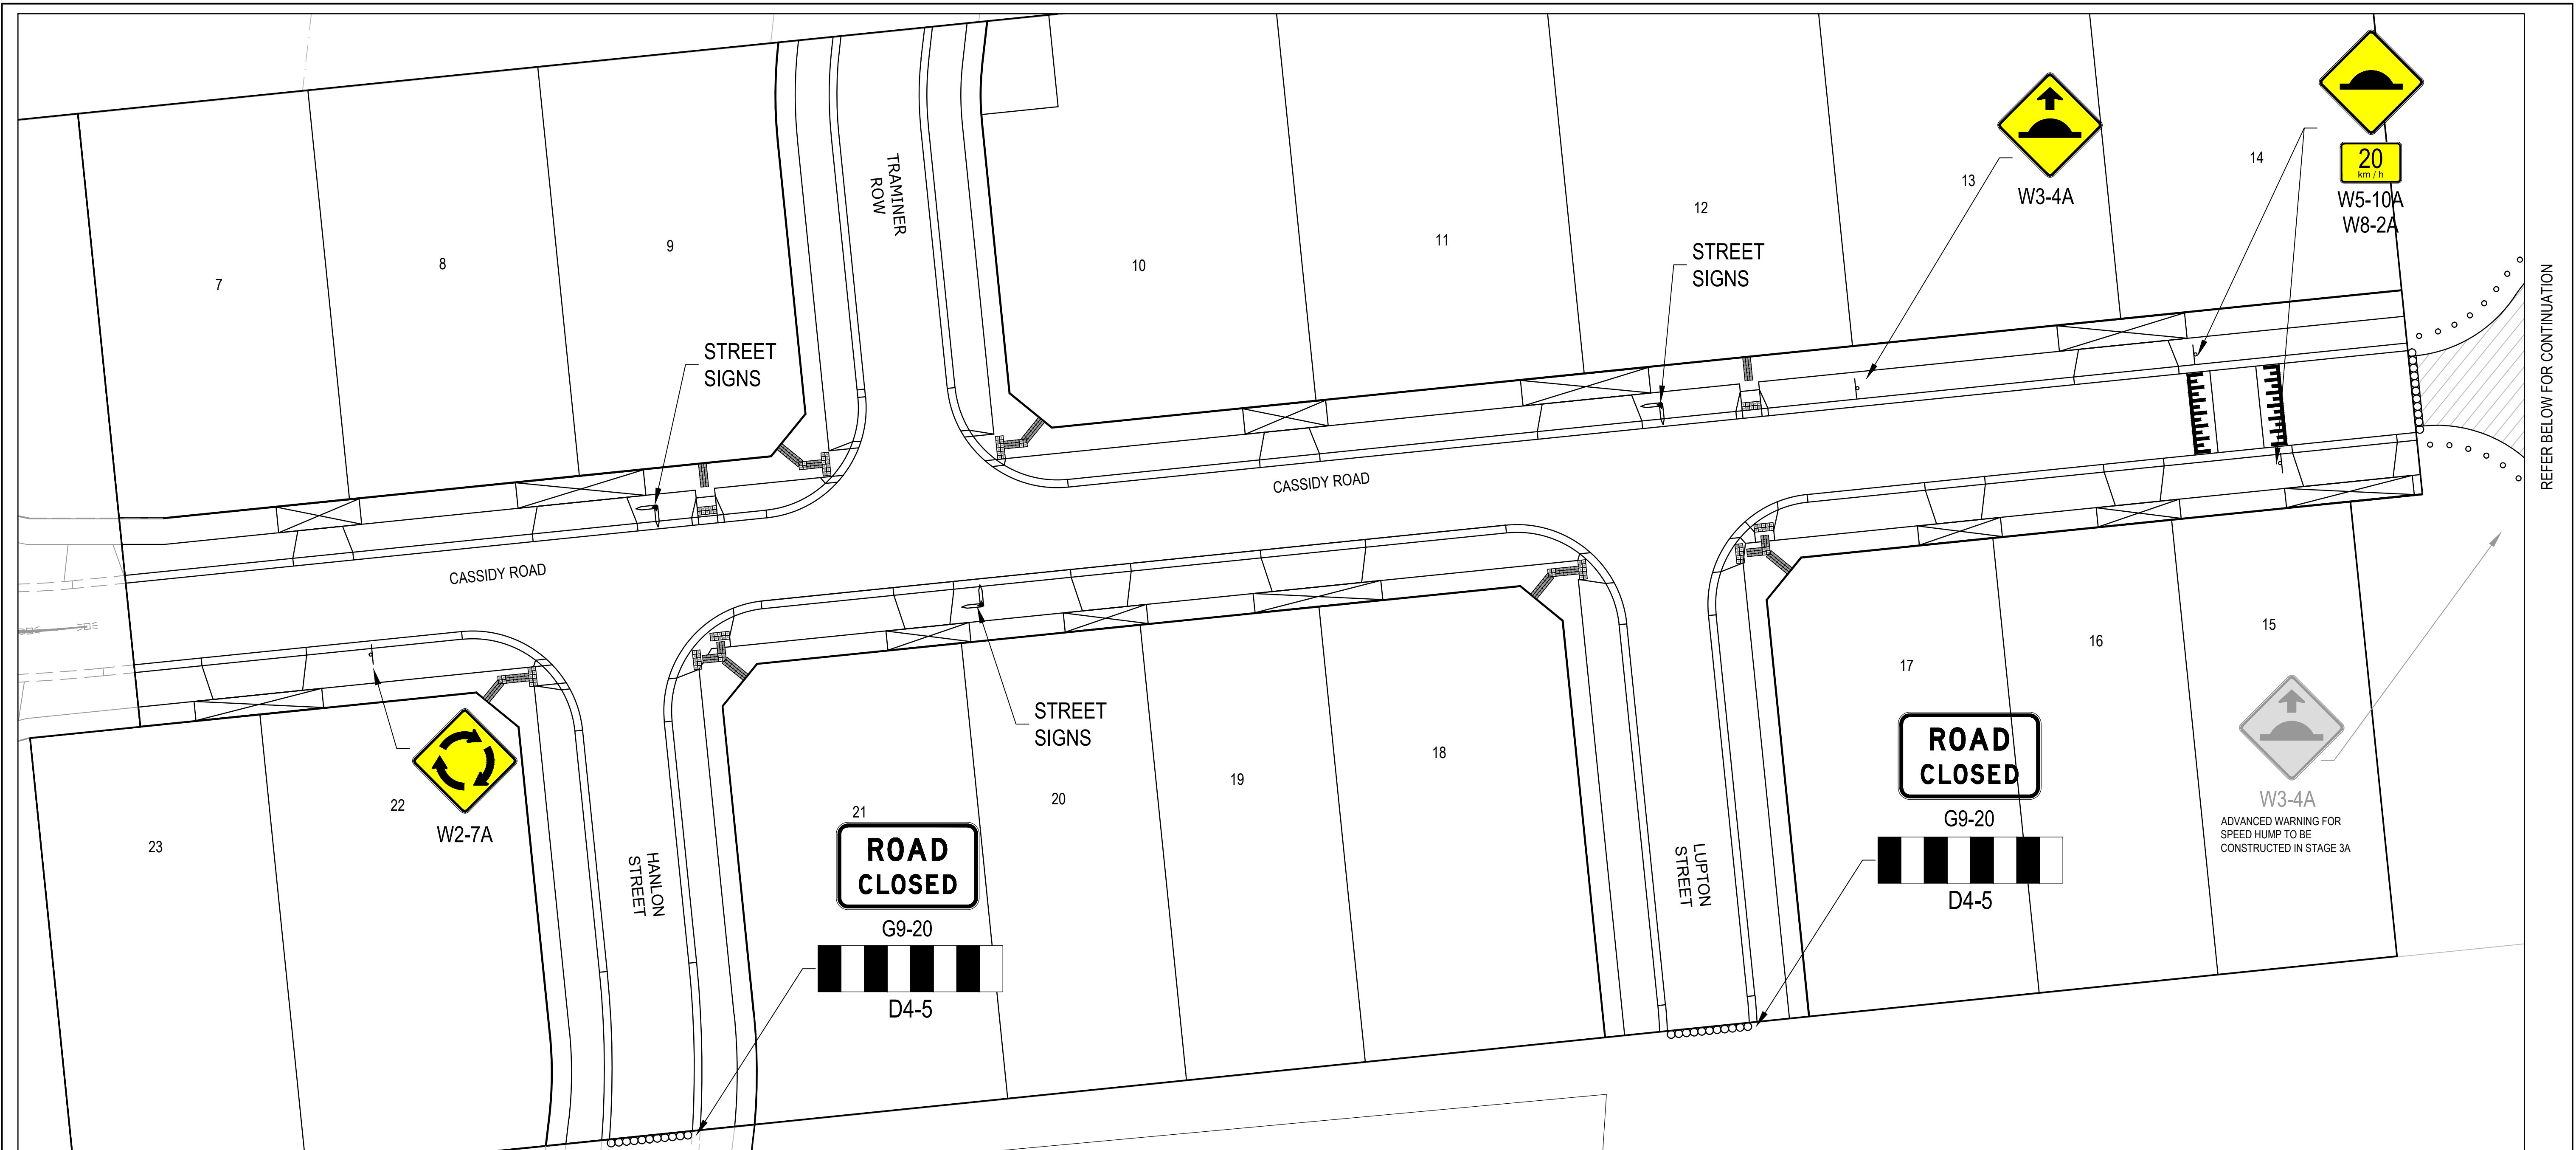 14
20
km / h
W5-10A
W8-2A
13
W3-4A
12
STREET
SIGNS
11
10
TRAMINER
ROW
9
8
7
STREET
SIGNS
REFER BELOW FOR CONTINUATION
CASSIDY ROAD
CASSIDY ROAD
15
16
17
ROAD
CLOSED
G9-20
D4-5
W3-4A
ADVANCED WARNING FOR
SPEED HUMP TO BE
CONSTRUCTED IN STAGE 3A
STREET
SIGNS
18
19
20
21
ROAD
CLOSED
G9-20
D4-5
22
W2-7A
23
HANLON
STREET
LUPTON
STREET